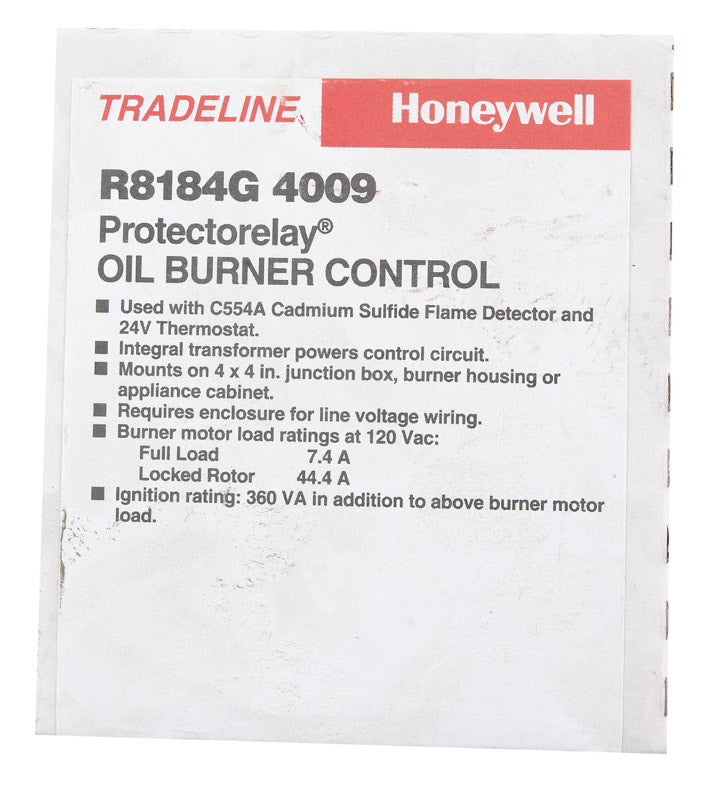 TRADELINE Honeywell
R8184G 4009
Protectorelay®
OIL BURNER CONTROL
■ Used with C554A Cadmium Sulfide Flame Detector and
24V Thermostat.
■ Integral transformer powers control circuit.
■ Mounts on 4 x 4 in. junction box, burner housing or
appliance cabinet.
■ Requires enclosure for line voltage wiring.
■ Burner motor load ratings at 120 Vac:
Full Load 7.4 A
Locked Rotor 44.4 A
■ Ignition rating: 360 VA in addition to above burner motor
load.